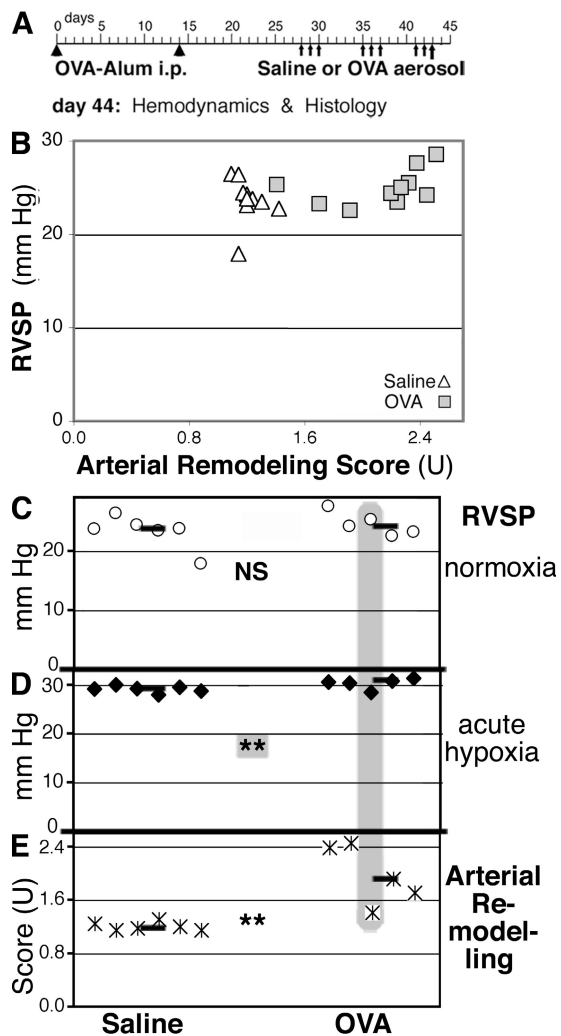 A
days
0 5 10 15 20 25 30 35 40 45
OVA-Alum i.p. Saline or OVA aerosol
day 44: Hemodynamics & Histology
B
30
20
10
0
RVSP (mm Hg)
Saline
OVA
0.0 0.8 1.6 2.4
Arterial Remodeling Score (U)
C
RVSP
normoxia
mm Hg
20
10
0
NS
D
acute
hypoxia
mm Hg
30
20
10
0
**
E
Arterial
Re-
model-
ling
Score (U)
2.4
1.6
0.8
0.0
**
Saline OVA